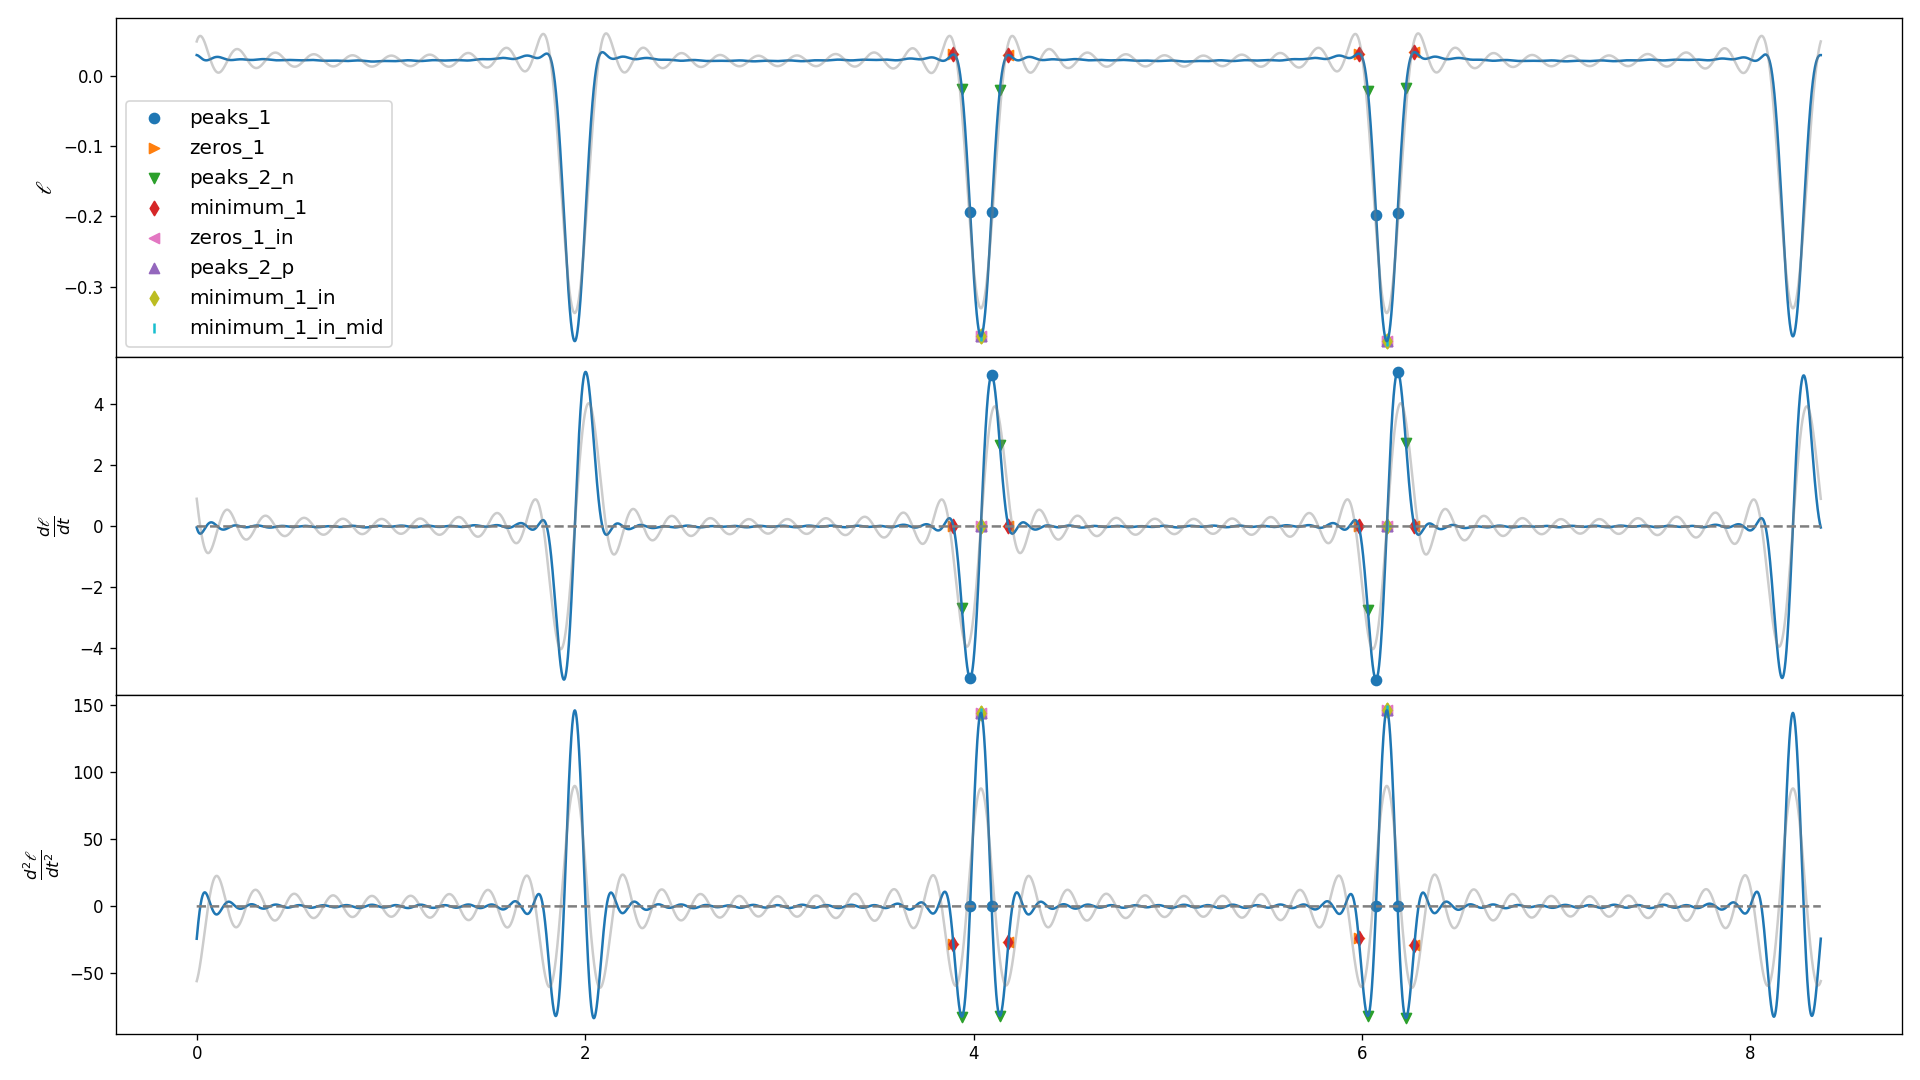 0.0
−0.1
−0.2
−0.3
ℓ
peaks_1
zeros_1
peaks_2_n
minimum_1
zeros_1_in
peaks_2_p
minimum_1_in
minimum_1_in_mid
4
2
0
−2
−4
dℓ
dt
150
100
50
0
−50
d²ℓ
dt²
0 2 4 6 8